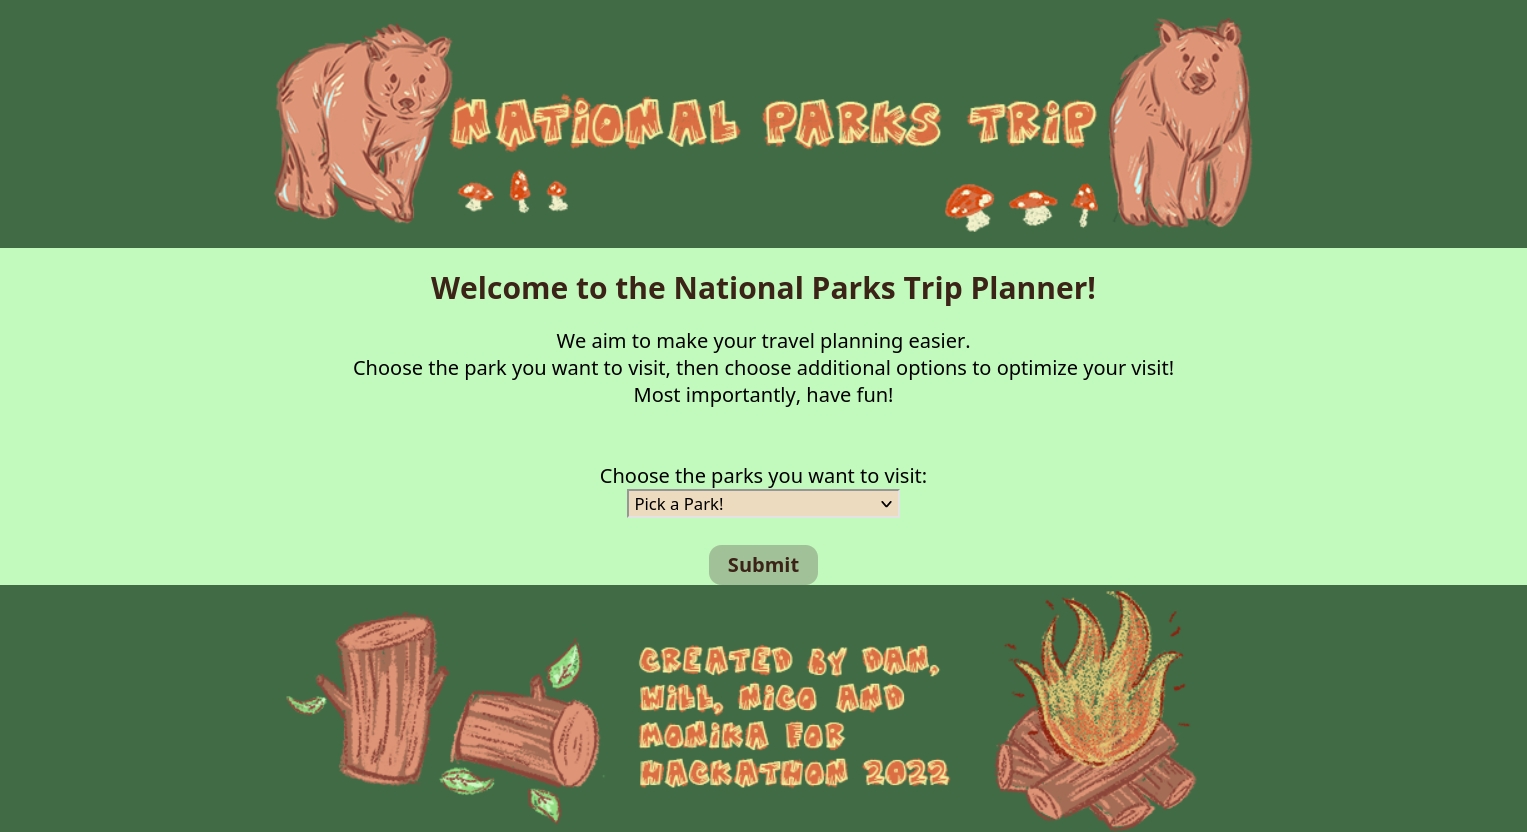 NATIONAL PARKS TRIP
Welcome to the National Parks Trip Planner!
We aim to make your travel planning easier.
Choose the park you want to visit, then choose additional options to optimize your visit!
Most importantly, have fun!
Choose the parks you want to visit:
Pick a Park!
Submit
CREATED BY DAN,
WILL, NICO AND
MONIKA FOR
HACKATHON 2022